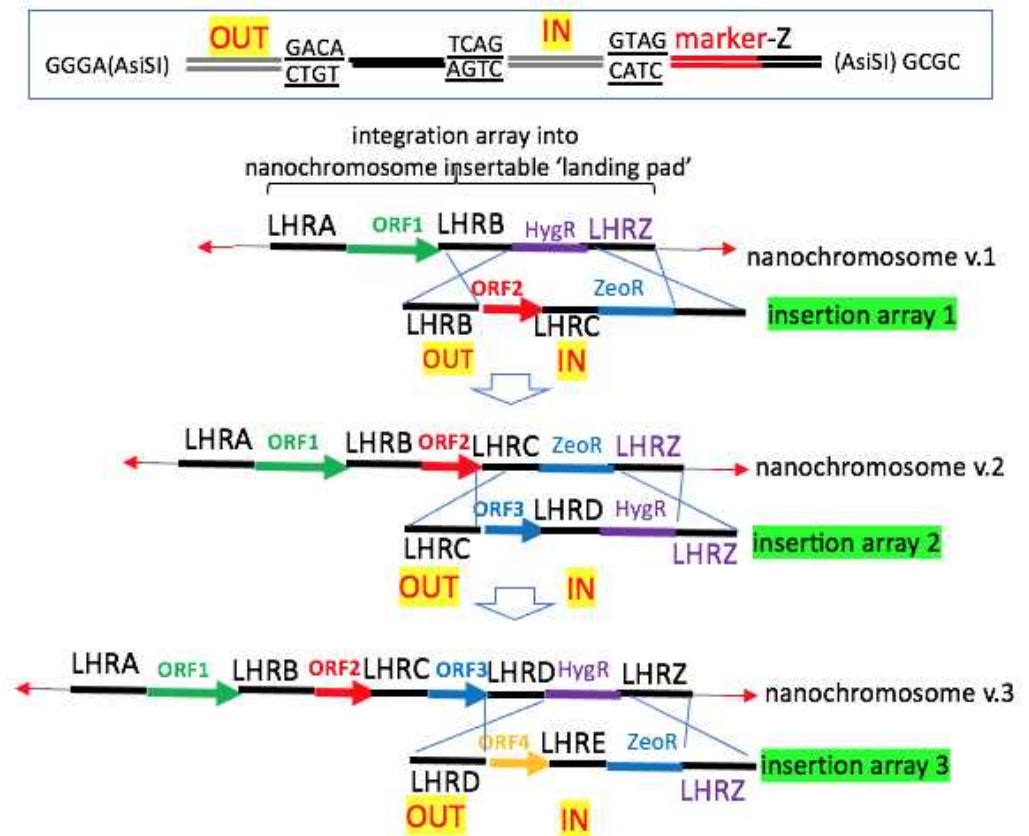 OUT IN
GGGA(AsiSI) GACA TCAG GTAG marker-Z (AsiSI) GCGC
CTGT AGTC CATC
integration array into
nanochromosome insertable ‘landing pad’
LHRA ORF1 LHRB HygR LHRZ nanochromosome v.1
ORF2 ZeoR insertion array 1
LHRB LHRC
OUT IN
LHRA ORF1 LHRB ORF2 LHRC ZeoR LHRZ nanochromosome v.2
ORF3 LHRD HygR insertion array 2
LHRC LHRZ
OUT IN
LHRA ORF1 LHRB ORF2 LHRC ORF3 LHRD HygR LHRZ nanochromosome v.3
ORF4 LHRE ZeoR insertion array 3
LHRD LHRZ
OUT IN